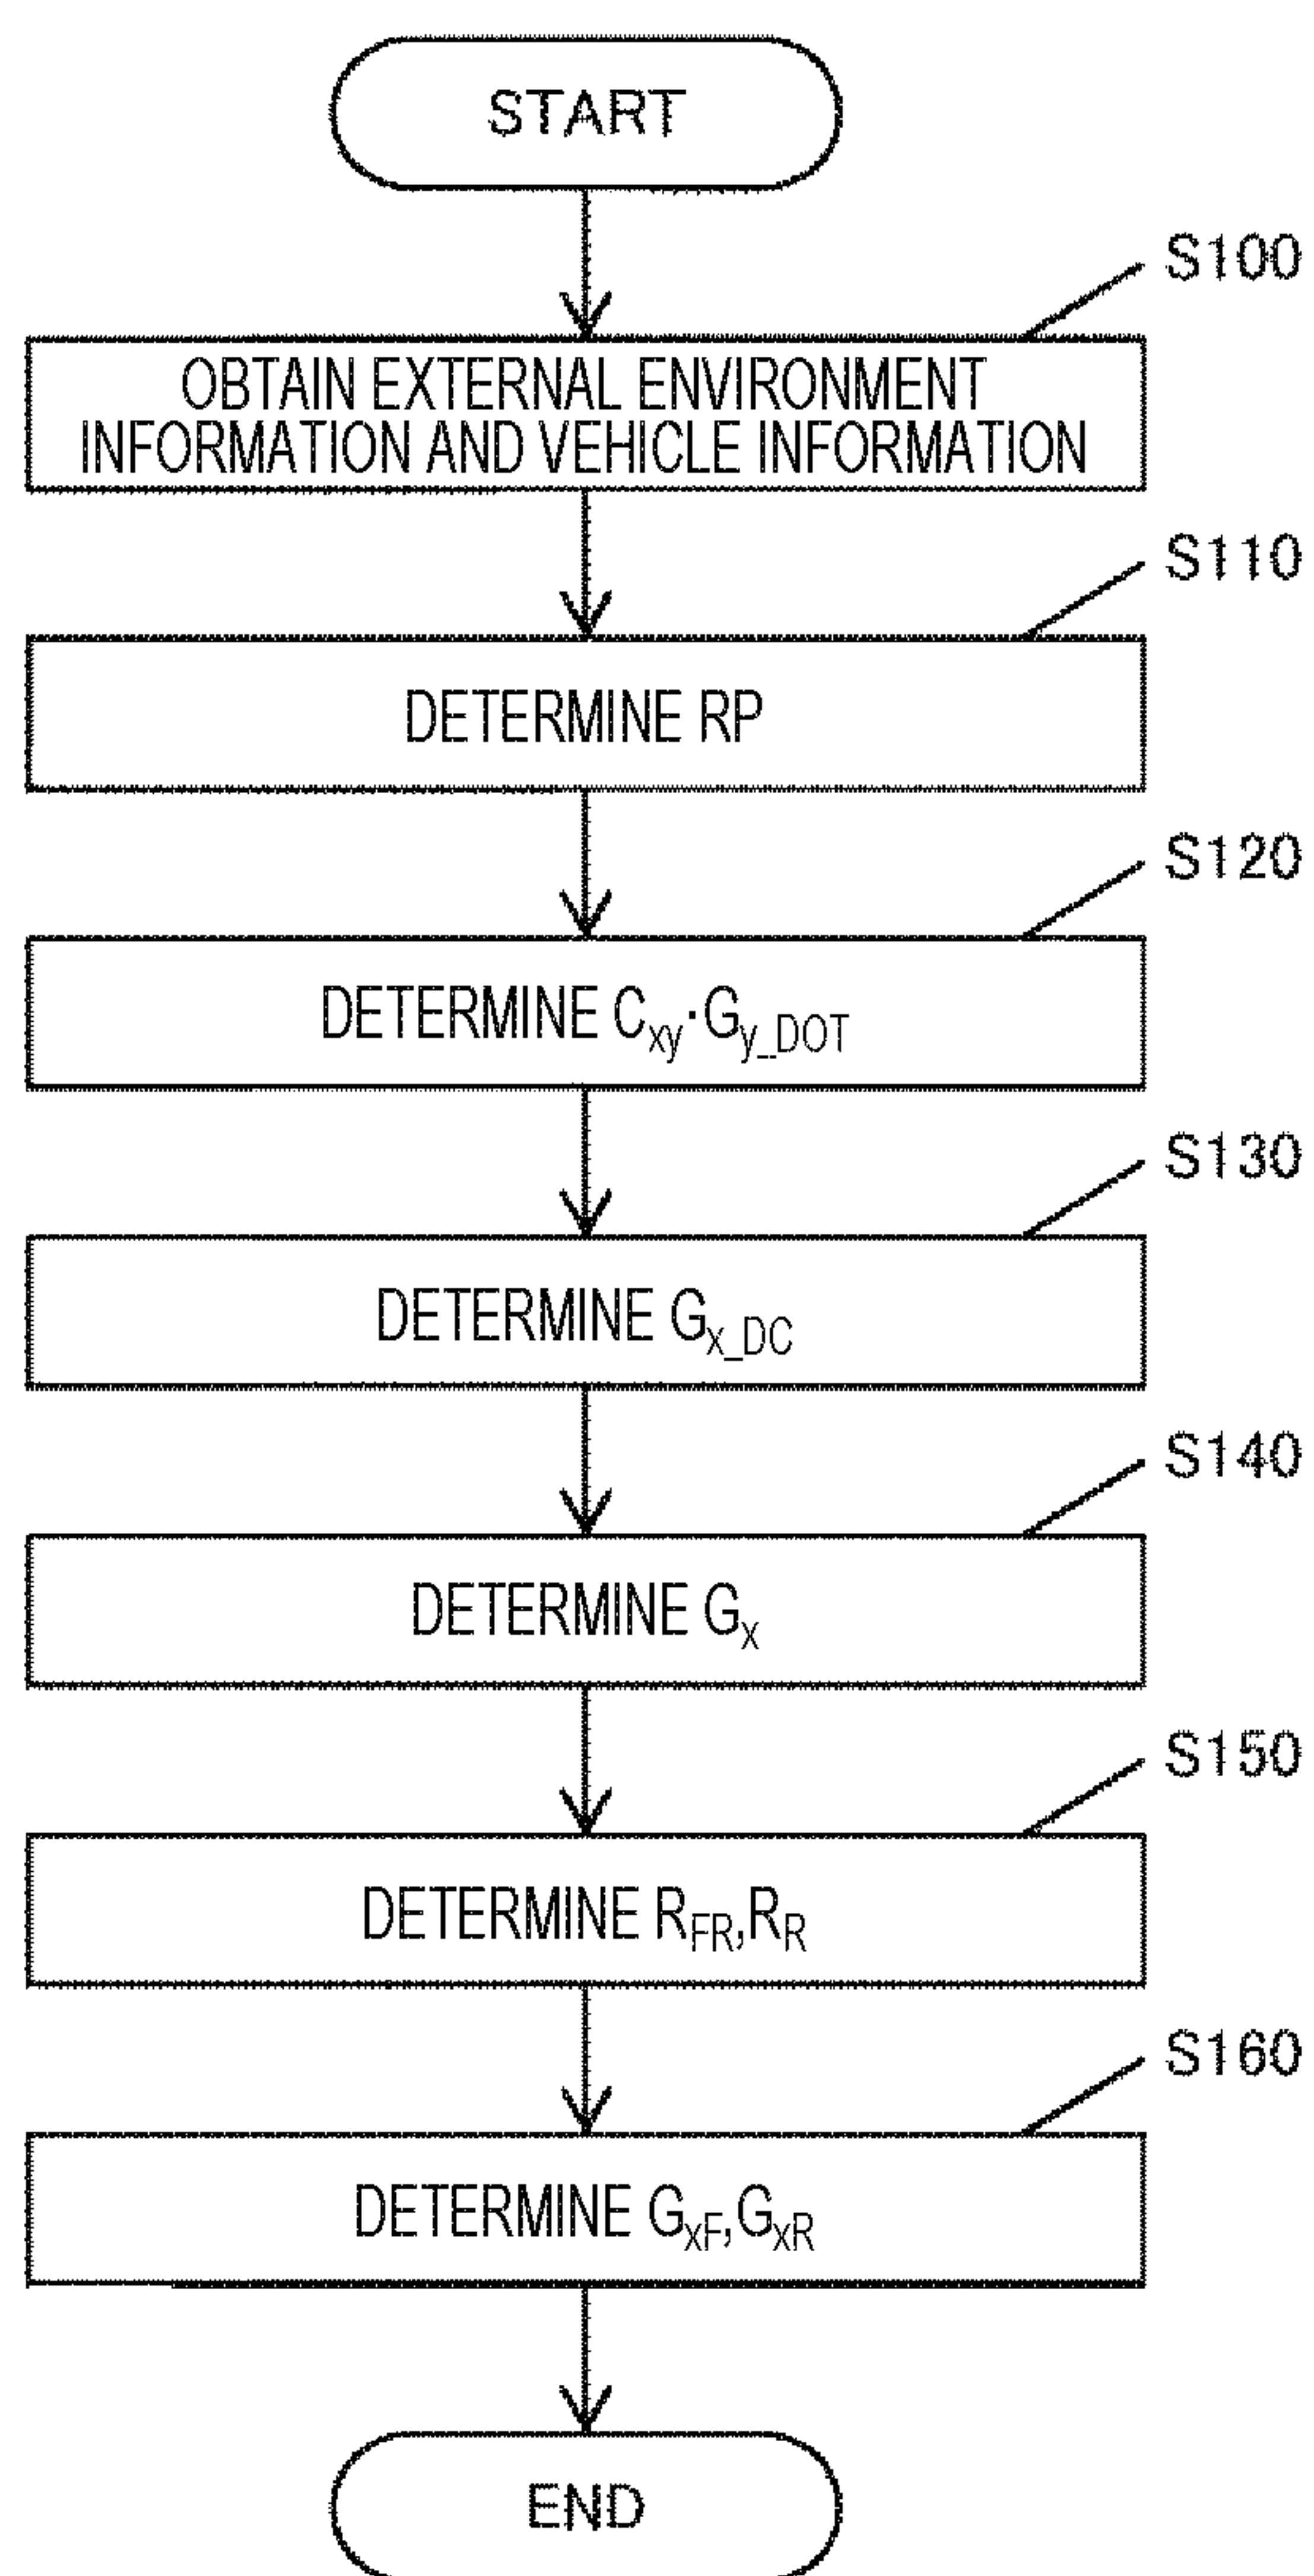 START
S100
OBTAIN EXTERNAL ENVIRONMENT
INFORMATION AND VEHICLE INFORMATION
S110
DETERMINE RP
S120
DETERMINE Cxy·Gy_DOT
S130
DETERMINE Gx_DC
S140
DETERMINE Gx
S150
DETERMINE RFR,RR
S160
DETERMINE GxF,GxR
END